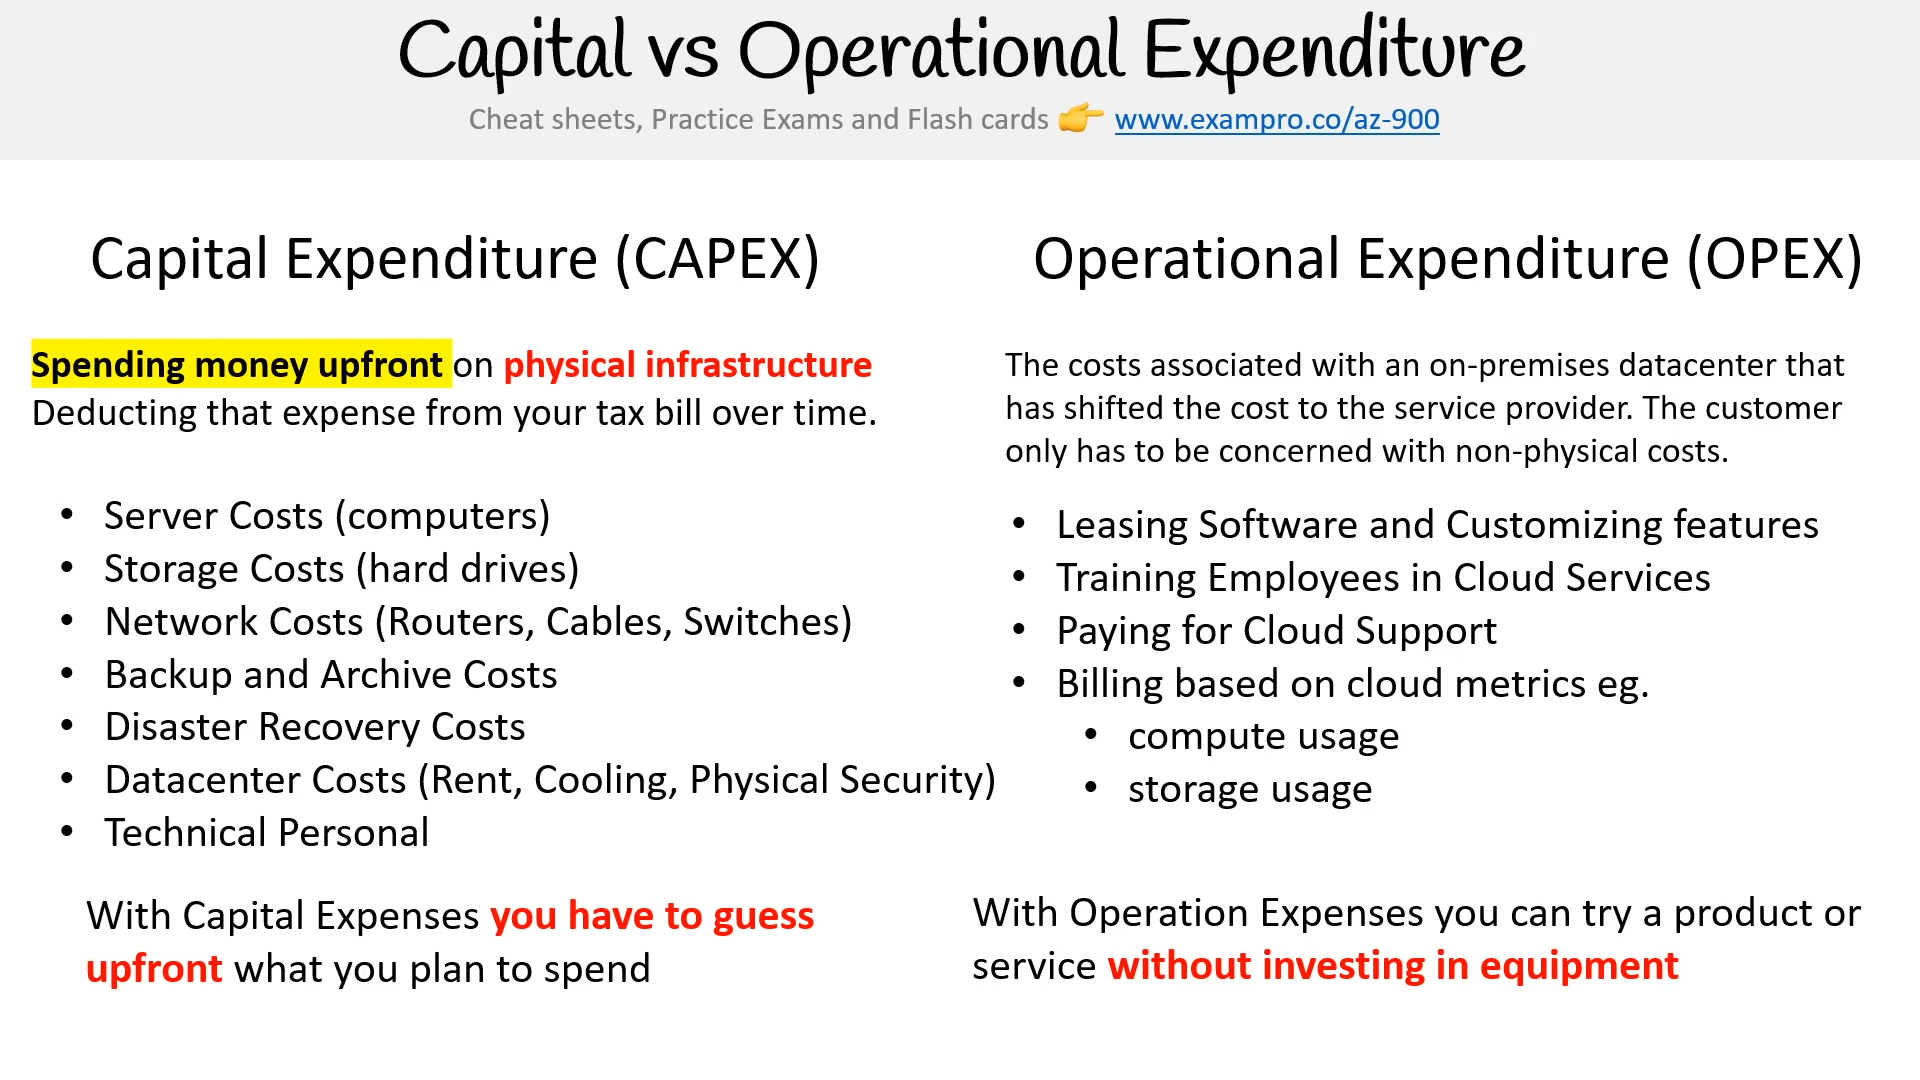 Capital vs Operational Expenditure
Cheat sheets, Practice Exams and Flash cards 👉 www.exampro.co/az-900
Capital Expenditure (CAPEX)
Spending money upfront on physical infrastructure
Deducting that expense from your tax bill over time.
• Server Costs (computers)
• Storage Costs (hard drives)
• Network Costs (Routers, Cables, Switches)
• Backup and Archive Costs
• Disaster Recovery Costs
• Datacenter Costs (Rent, Cooling, Physical Security)
• Technical Personal
With Capital Expenses you have to guess
upfront what you plan to spend
Operational Expenditure (OPEX)
The costs associated with an on-premises datacenter that
has shifted the cost to the service provider. The customer
only has to be concerned with non-physical costs.
• Leasing Software and Customizing features
• Training Employees in Cloud Services
• Paying for Cloud Support
• Billing based on cloud metrics eg.
• compute usage
• storage usage
With Operation Expenses you can try a product or
service without investing in equipment